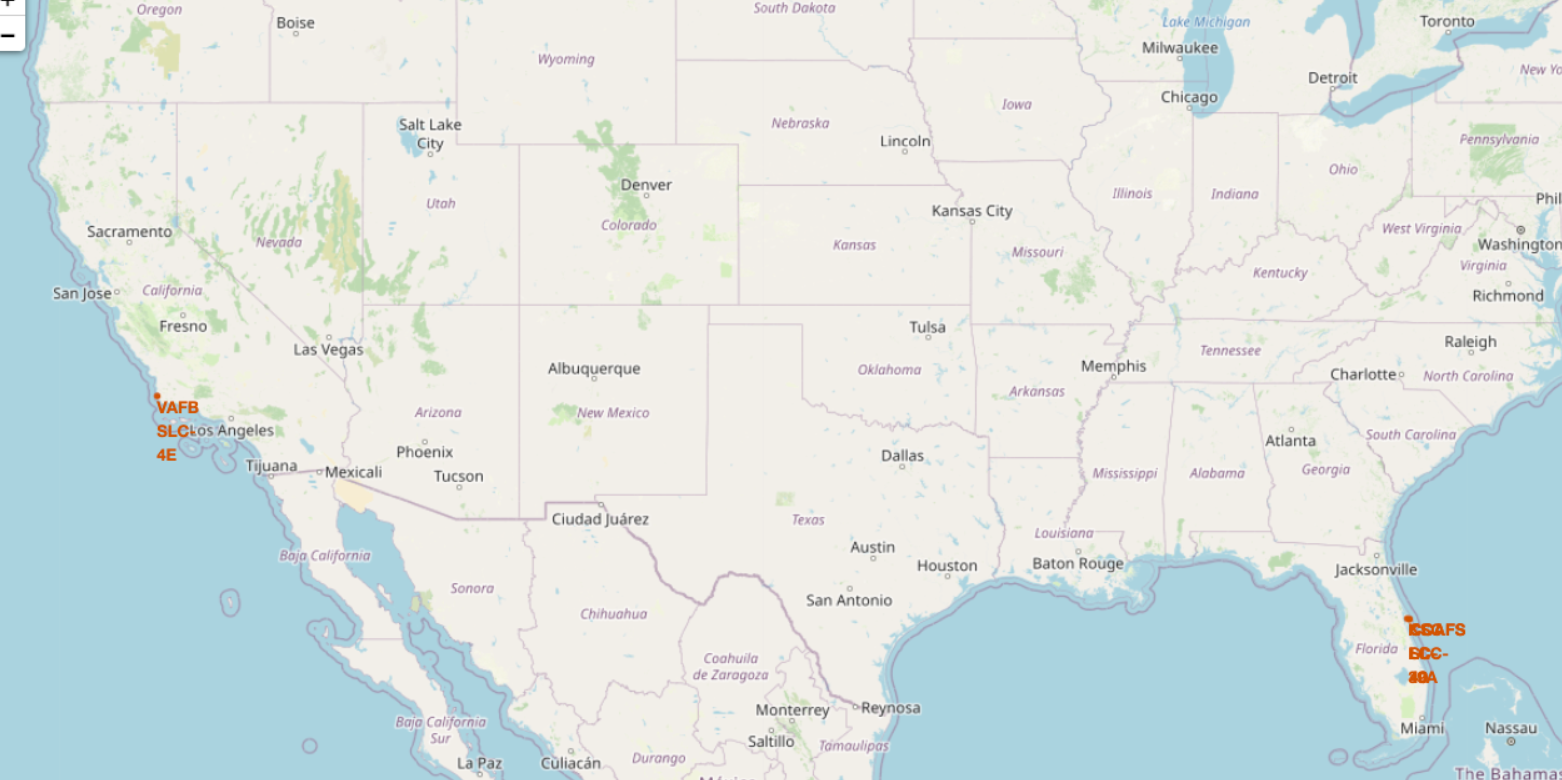 +
−
Oregon
Boise
South Dakota
Lake Michigan
Toronto
Milwaukee
Wyoming
Detroit
New Yo
Chicago
Iowa
Salt Lake
City
Nebraska
Lincoln
Pennsylvania
Ohio
Denver
Utah
Illinois
Indiana
Phil
Kansas City
Colorado
Sacramento
West Virginia
Nevada
Kansas
Missouri
Washington
Kentucky
Virginia
San Jose
California
Richmond
Fresno
Tulsa
Raleigh
Las Vegas
Tennessee
Albuquerque
Oklahoma
Memphis
Charlotte
North Carolina
Arkansas
VAFB
SLC-
4E
Los Angeles
Arizona
New Mexico
Phoenix
Atlanta
South Carolina
Dallas
Tijuana
Mexicali
Tucson
Mississippi
Alabama
Georgia
Ciudad Juárez
Texas
Louisiana
Baja California
Austin
Houston
Baton Rouge
Jacksonville
Sonora
San Antonio
Chihuahua
Florida
Coahuila
de Zaragoza
Baja California
Sur
Monterrey
Reynosa
Saltillo
Tamaulipas
Miami
Nassau
La Paz
Culiacán
Durango
The Bahamas